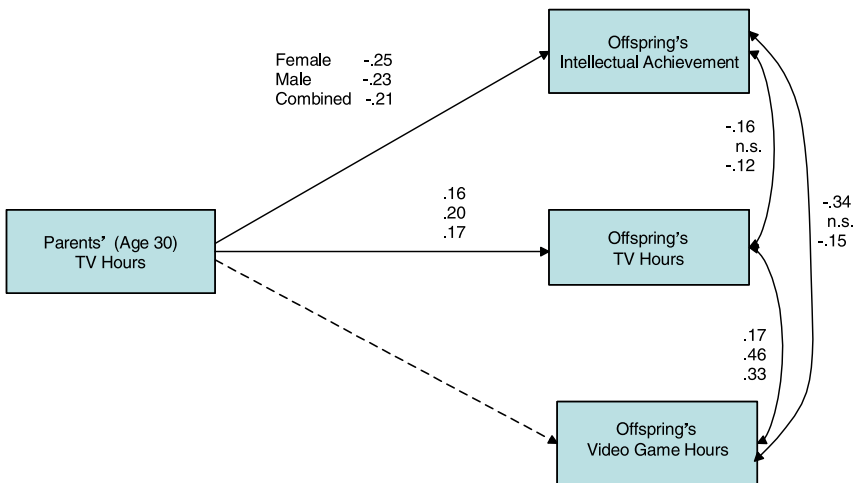 Offspring's
Intellectual Achievement
Female -.25
Male -.23
Combined -.21
-.16
n.s.
-.12
.16
.20
.17
-.34
n.s.
-.15
Parents' (Age 30)
TV Hours
Offspring's
TV Hours
.17
.46
.33
Offspring's
Video Game Hours